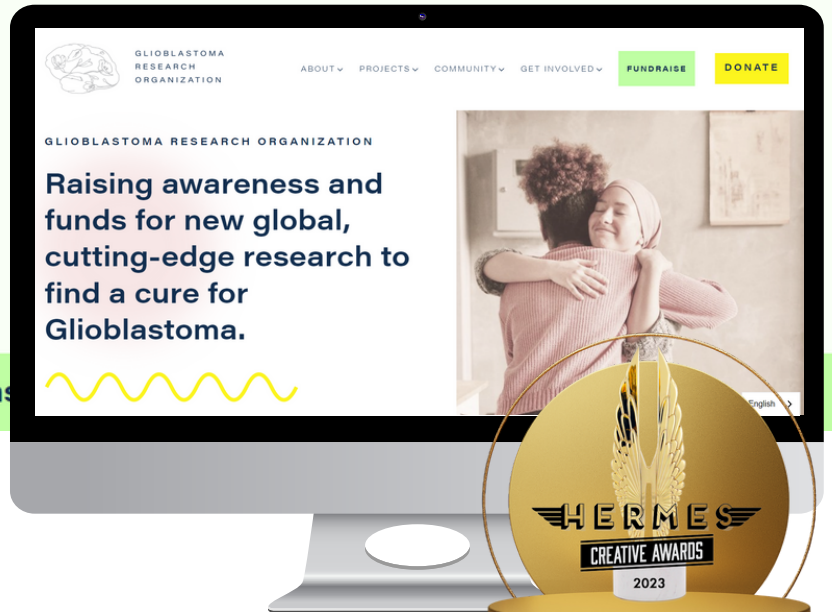 GLIOBLASTOMA
RESEARCH
ORGANIZATION
ABOUT PROJECTS COMMUNITY GET INVOLVED FUNDRAISE DONATE
GLIOBLASTOMA RESEARCH ORGANIZATION
Raising awareness and
funds for new global,
cutting-edge research to
find a cure for
Glioblastoma.
English
HERMES
CREATIVE AWARDS
2023